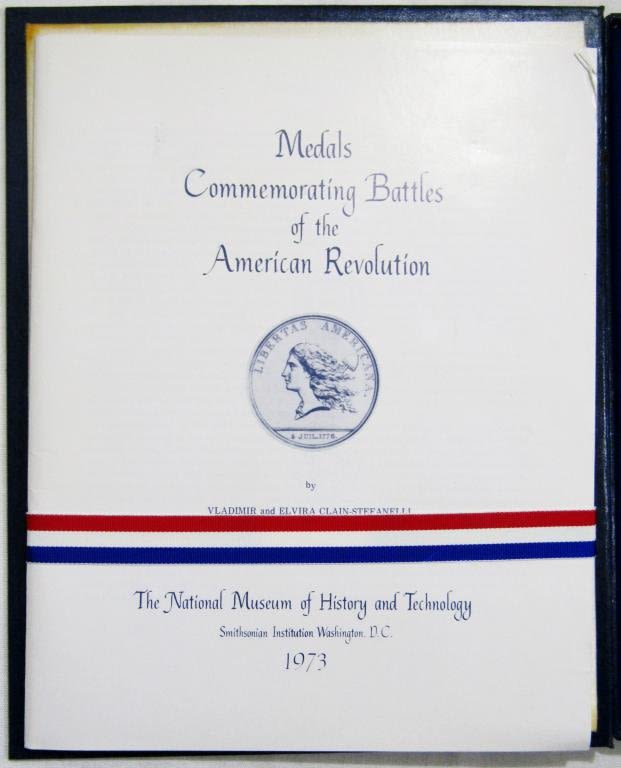 Medals
Commemorating Battles
of the
American Revolution
LIBERTAS AMERICANA.
4 JUIL. 1776.
by
VLADIMIR and ELVIRA CLAIN-STEFANELLI
The National Museum of History and Technology
Smithsonian Institution Washington, D.C.
1973